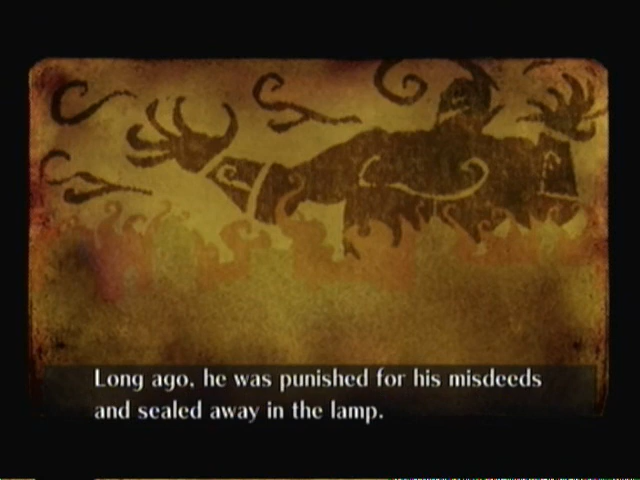 Long ago, he was punished for his misdeeds
and sealed away in the lamp.